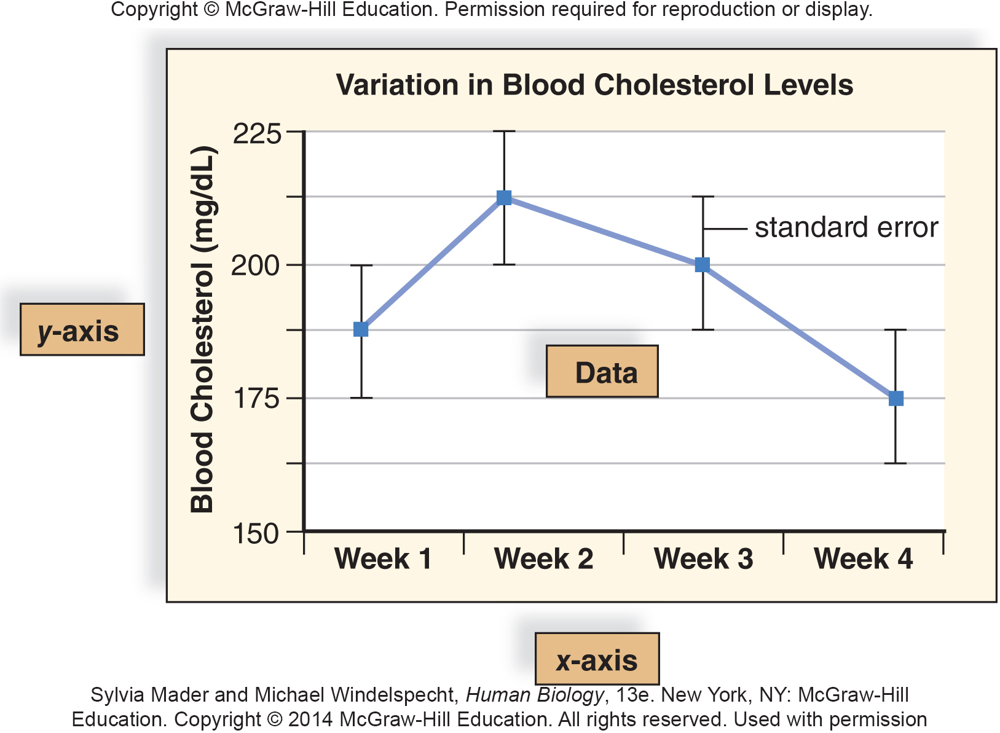 Copyright © McGraw-Hill Education. Permission required for reproduction or display.
Variation in Blood Cholesterol Levels
Blood Cholesterol (mg/dL)
225
200
175
150
standard error
y-axis
Data
Week 1 Week 2 Week 3 Week 4
x-axis
Sylvia Mader and Michael Windelspecht, Human Biology, 13e. New York, NY: McGraw-Hill
Education. Copyright © 2014 McGraw-Hill Education. All rights reserved. Used with permission